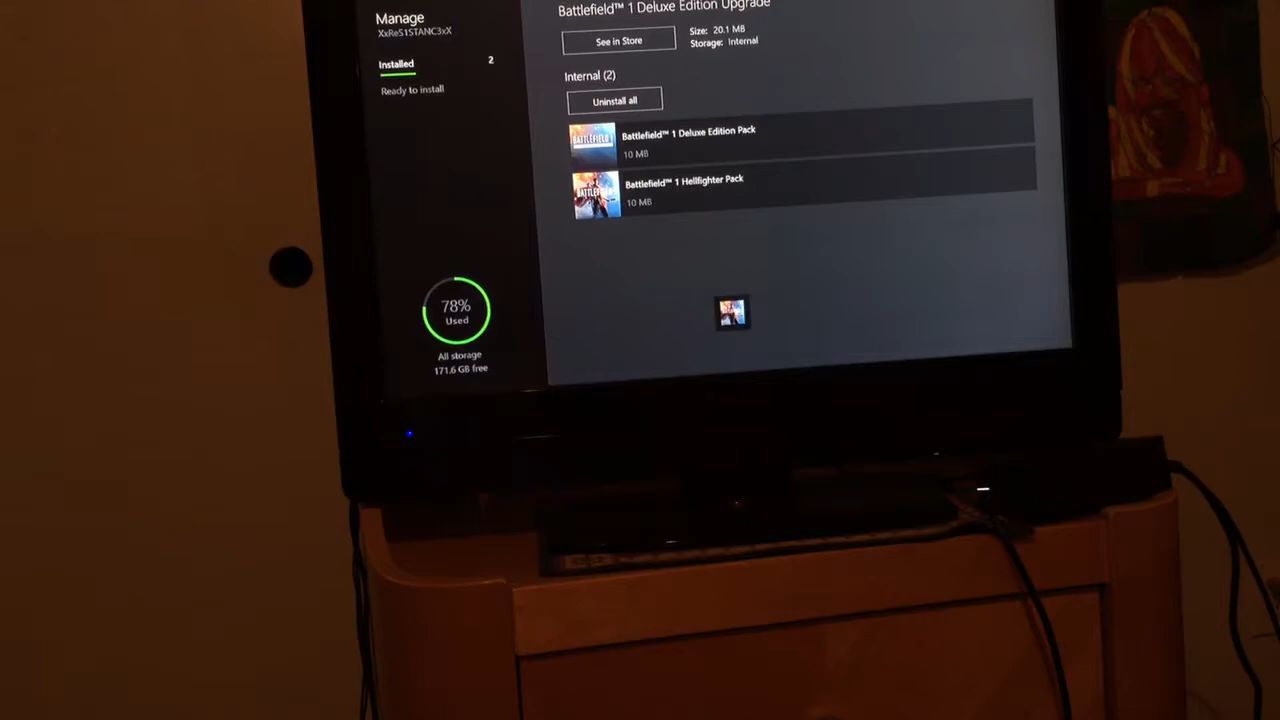 Manage
XxReS1STANC3xX
Installed 2
Ready to install
78%
Used
All storage
171.6 GB free
Battlefield™ 1 Deluxe Edition Upgrade
See in Store
Size: 20.1 MB
Storage: Internal
Internal (2)
Uninstall all
BATTLEFIELD
Battlefield™ 1 Deluxe Edition Pack
10 MB
Battlefield™ 1 Hellfighter Pack
10 MB